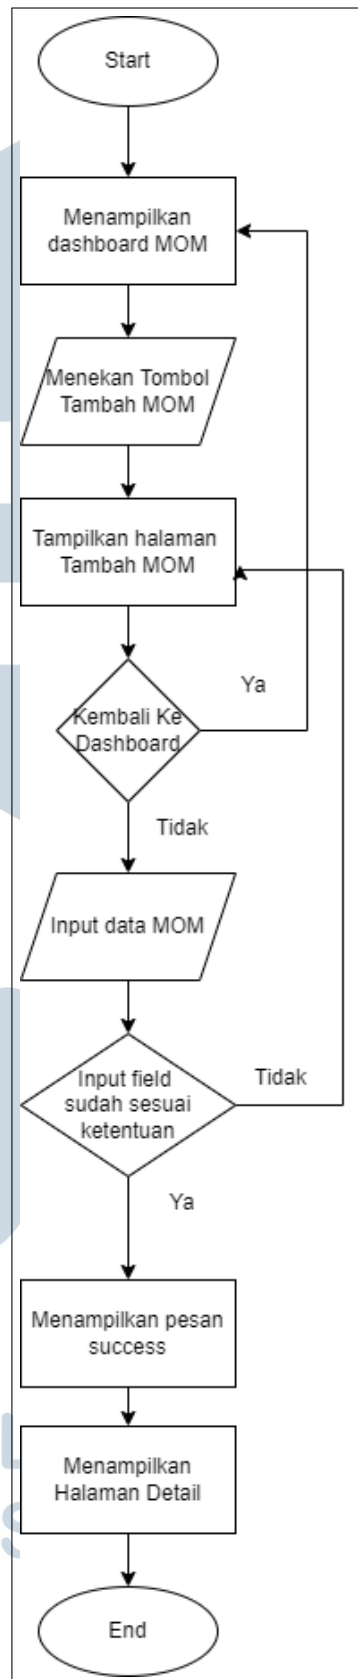 Start
Menampilkan
dashboard MOM
Menekan Tombol
Tambah MOM
Tampilkan halaman
Tambah MOM
Ya
Kembali Ke
Dashboard
Tidak
Input data MOM
Input field
sudah sesuai
ketentuan
Tidak
Ya
Menampilkan pesan
success
Menampilkan
Halaman Detail
End